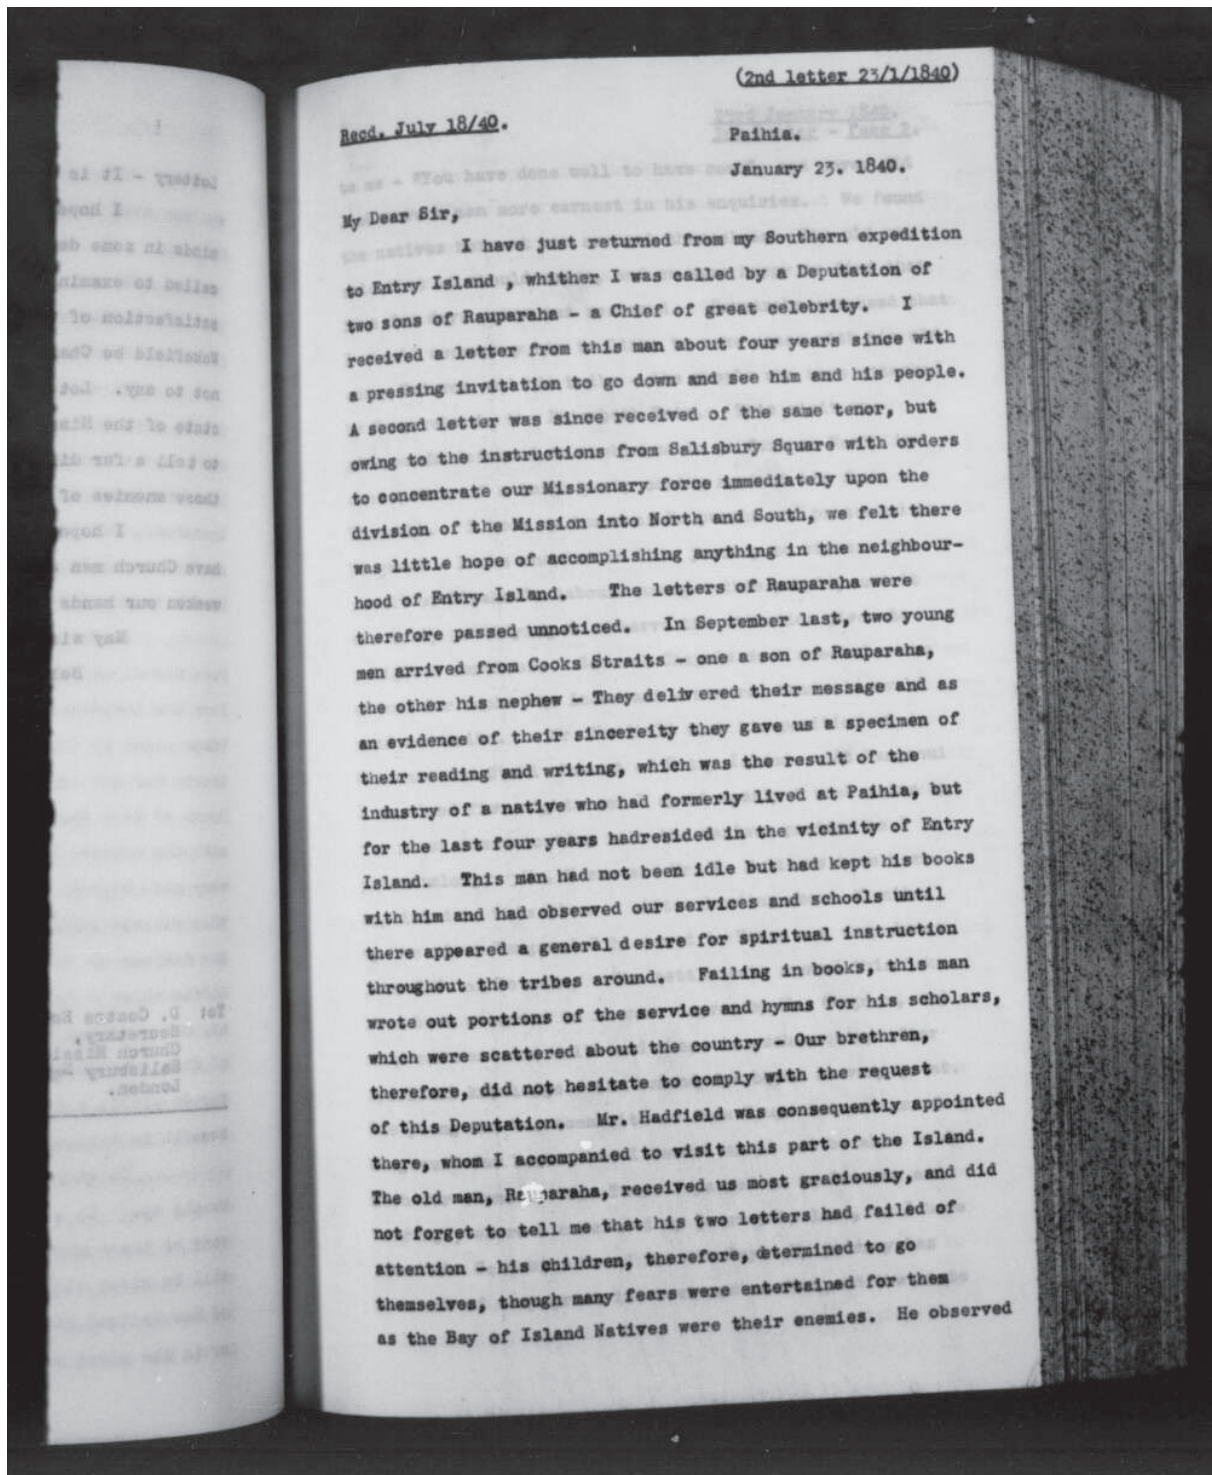 (2nd letter 23/1/1840)
Recd. July 18/40.
Paihia.
January 23. 1840.
My Dear Sir,
I have just returned from my Southern expedition
to Entry Island , whither I was called by a Deputation of
two sons of Rauparaha - a Chief of great celebrity. I
received a letter from this man about four years since with
a pressing invitation to go down and see him and his people.
A second letter was since received of the same tenor, but
owing to the instructions from Salisbury Square with orders
to concentrate our Missionary force immediately upon the
division of the Mission into North and South, we felt there
was little hope of accomplishing anything in the neighbour-
hood of Entry Island. The letters of Rauparaha were
therefore passed unnoticed. In September last, two young
men arrived from Cooks Straits - one a son of Rauparaha,
the other his nephew - They delivered their message and as
an evidence of their sincereity they gave us a specimen of
their reading and writing, which was the result of the
industry of a native who had formerly lived at Paihia, but
for the last four years hadresided in the vicinity of Entry
Island. This man had not been idle but had kept his books
with him and had observed our services and schools until
there appeared a general desire for spiritual instruction
throughout the tribes around. Failing in books, this man
wrote out portions of the service and hymns for his scholars,
which were scattered about the country - Our brethren,
therefore, did not hesitate to comply with the request
of this Deputation. Mr. Hadfield was consequently appointed
there, whom I accompanied to visit this part of the Island.
The old man, Rauparaha, received us most graciously, and did
not forget to tell me that his two letters had failed of
attention - his children, therefore, determined to go
themselves, though many fears were entertained for them
as the Bay of Island Natives were their enemies. He observed